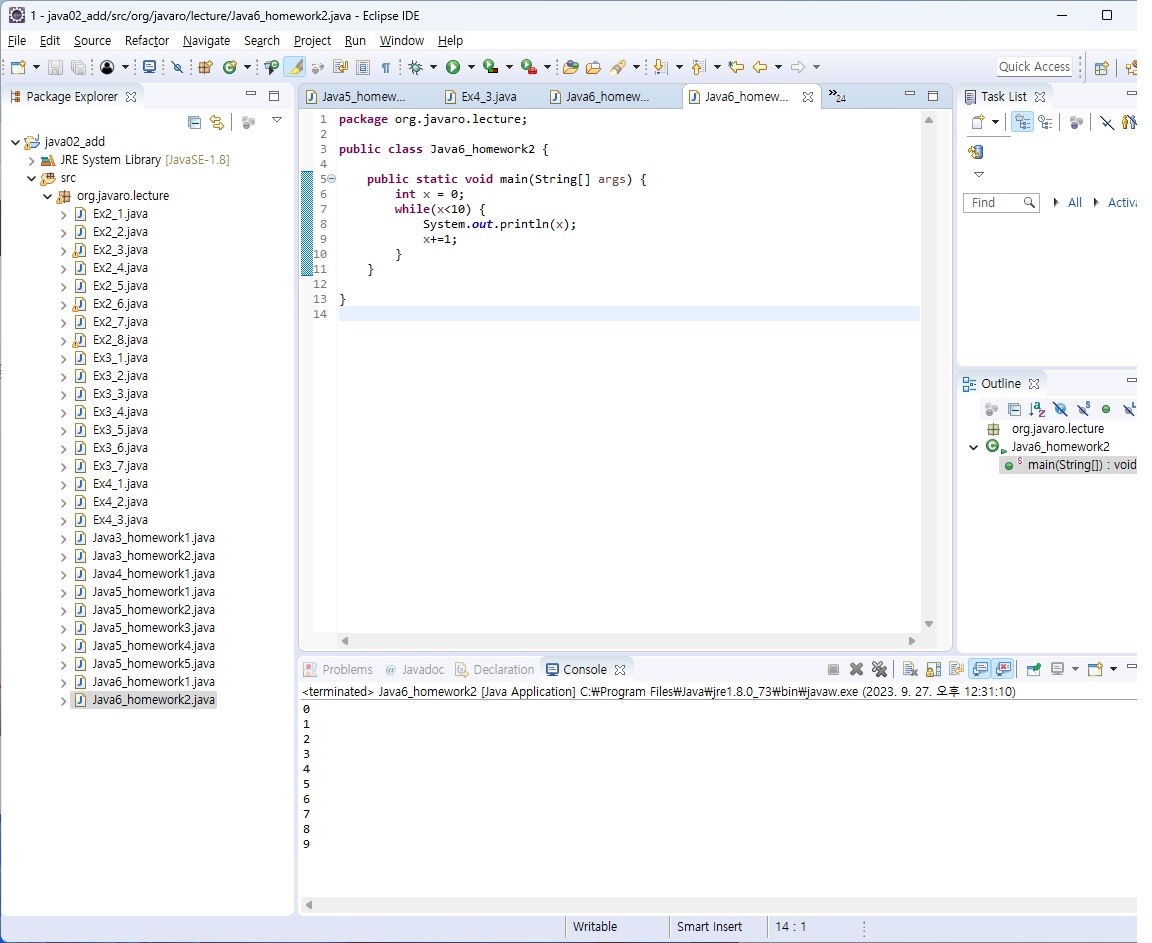 1 - java02_add/src/org/javaro/lecture/Java6_homework2.java - Eclipse IDE
File Edit Source Refactor Navigate Search Project Run Window Help
Quick Access
Package Explorer
java02_add
JRE System Library [JavaSE-1.8]
src
org.javaro.lecture
Ex2_1.java
Ex2_2.java
Ex2_3.java
Ex2_4.java
Ex2_5.java
Ex2_6.java
Ex2_7.java
Ex2_8.java
Ex3_1.java
Ex3_2.java
Ex3_3.java
Ex3_4.java
Ex3_5.java
Ex3_6.java
Ex3_7.java
Ex4_1.java
Ex4_2.java
Ex4_3.java
Java3_homework1.java
Java3_homework2.java
Java4_homework1.java
Java5_homework1.java
Java5_homework2.java
Java5_homework3.java
Java5_homework4.java
Java5_homework5.java
Java6_homework1.java
Java6_homework2.java
Java5_homew... Ex4_3.java Java6_homew... Java6_homew... »24
1 package org.javaro.lecture;
2
3 public class Java6_homework2 {
4
5 public static void main(String[] args) {
6 int x = 0;
7 while(x<10) {
8 System.out.println(x);
9 x+=1;
10 }
11 }
12
13 }
14
Task List
Find All Activa
Outline
org.javaro.lecture
Java6_homework2
main(String[]) : void
Problems @ Javadoc Declaration Console
<terminated> Java6_homework2 [Java Application] C:₩Program Files₩Java₩jre1.8.0_73₩bin₩javaw.exe (2023. 9. 27. 오후 12:31:10)
0
1
2
3
4
5
6
7
8
9
Writable Smart Insert 14 : 1